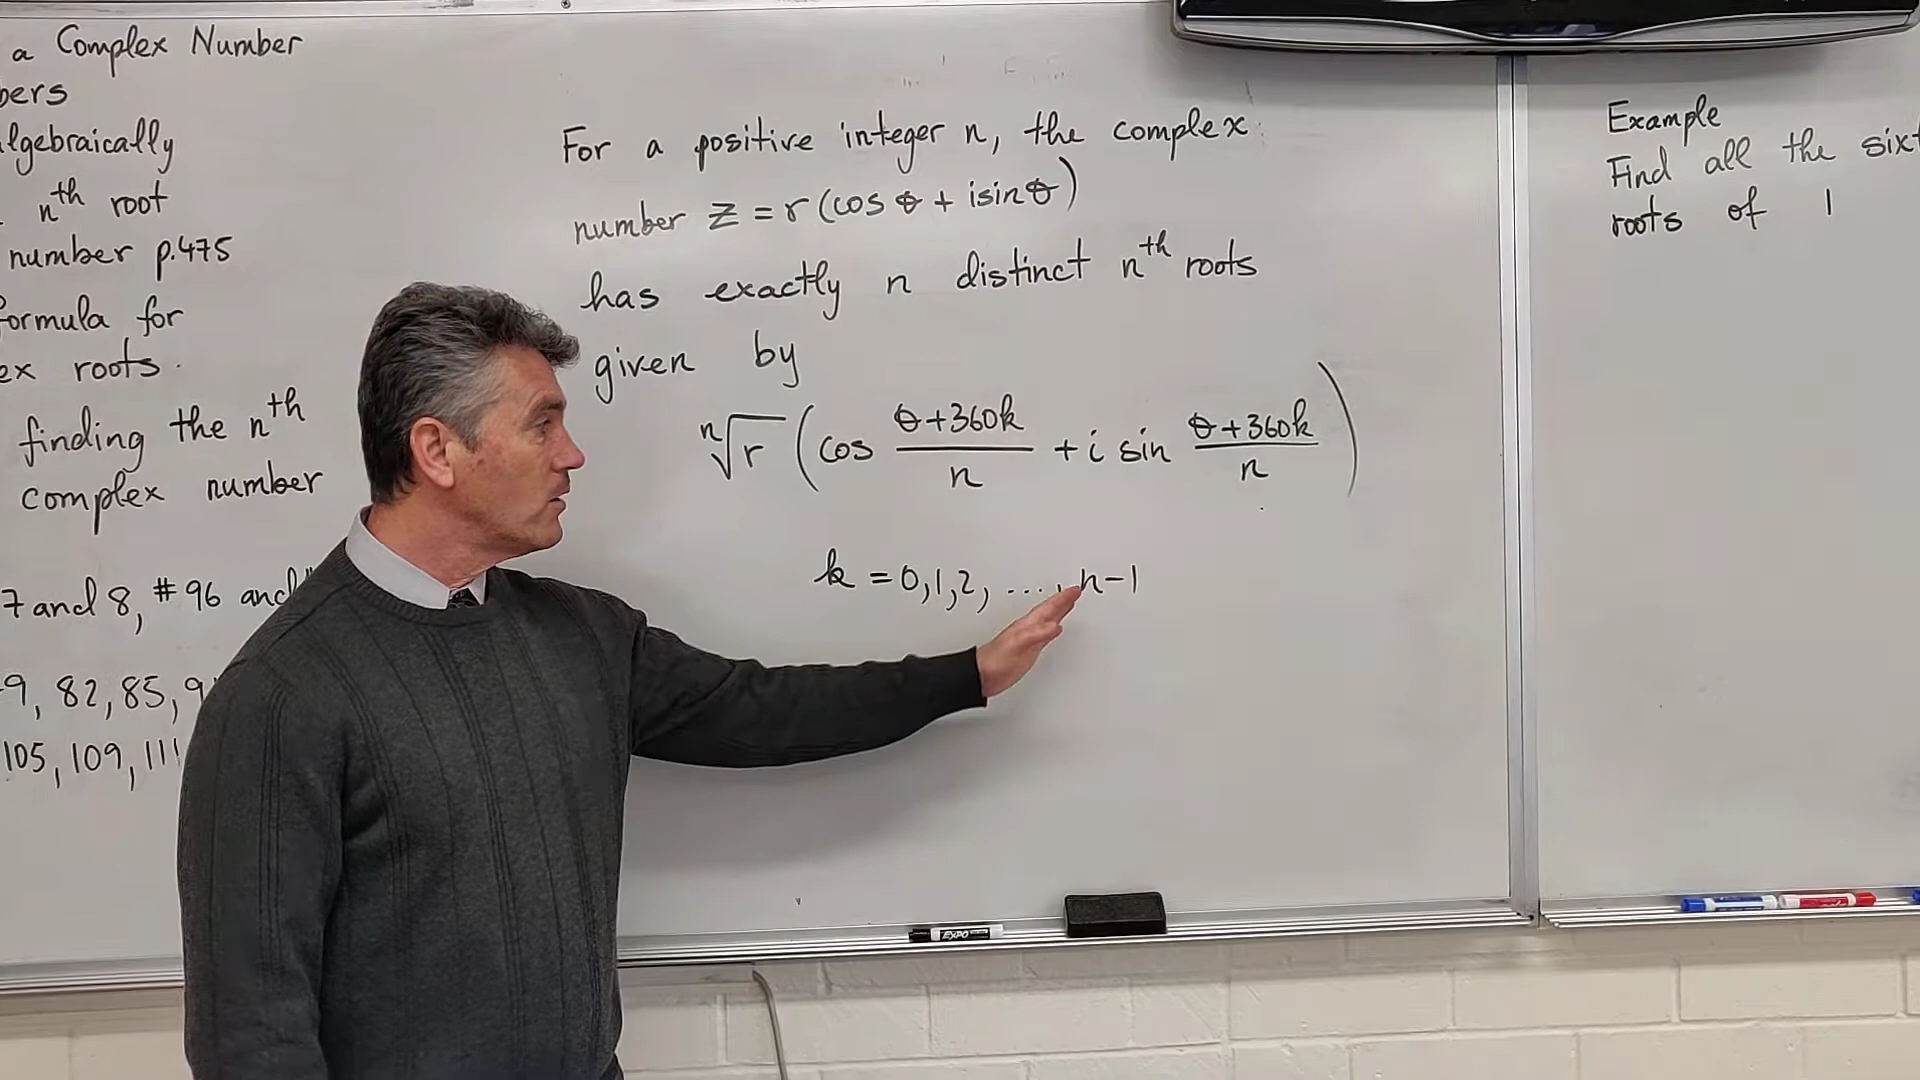 a Complex Number
bers
lgebraically
nth root
number p.475
formula for
ex roots.
finding the nth
complex number
7 and 8, #96 and
9, 82, 85, 9
105, 109, 111
For a positive integer n, the complex
number z = r(cos θ + i sin θ)
has exactly n distinct nth roots
given by
ⁿ√r (cos (θ+360k)/n + i sin (θ+360k)/n)
k = 0,1,2, ..., n-1
Example
Find all the sixt
roots of 1
EXPO